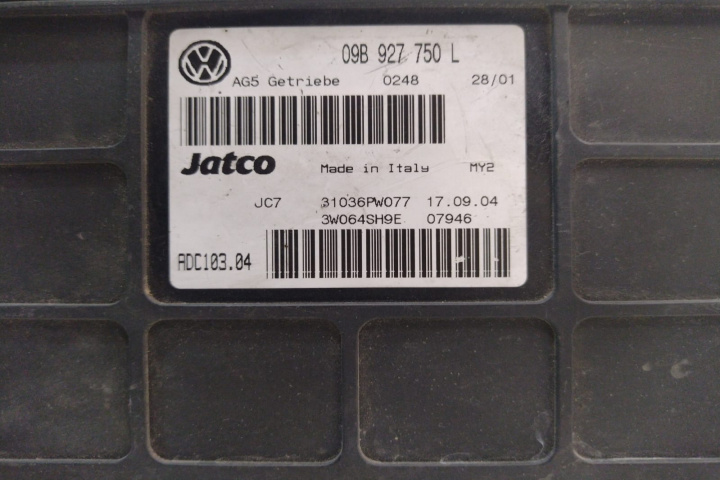 09B 927 750 L
AG5 Getriebe 0248 28/01
Jatco Made in Italy MY2
JC7 31036PW077 17.09.04
3W064SH9E 07946
ADC103.04